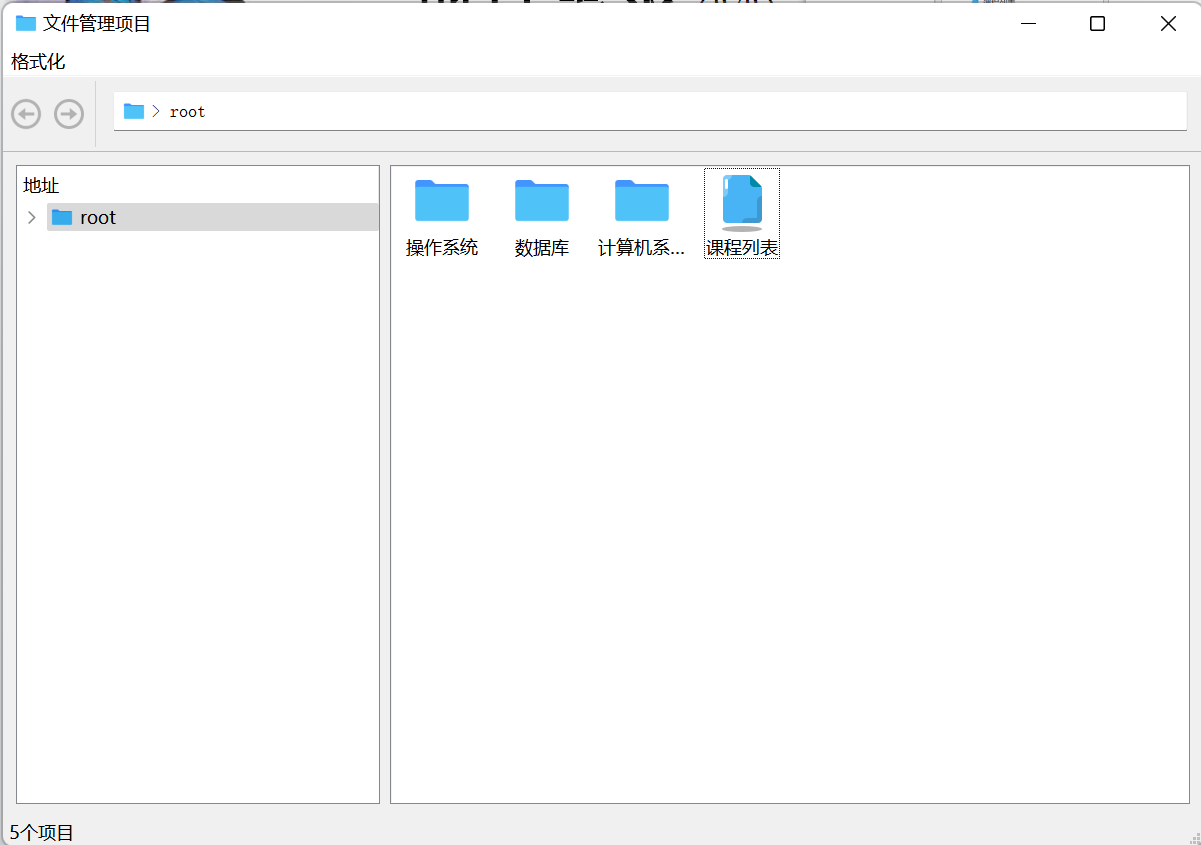 文件管理项目
格式化
root
地址
root
操作系统 数据库 计算机系... 课程列表
5个项目